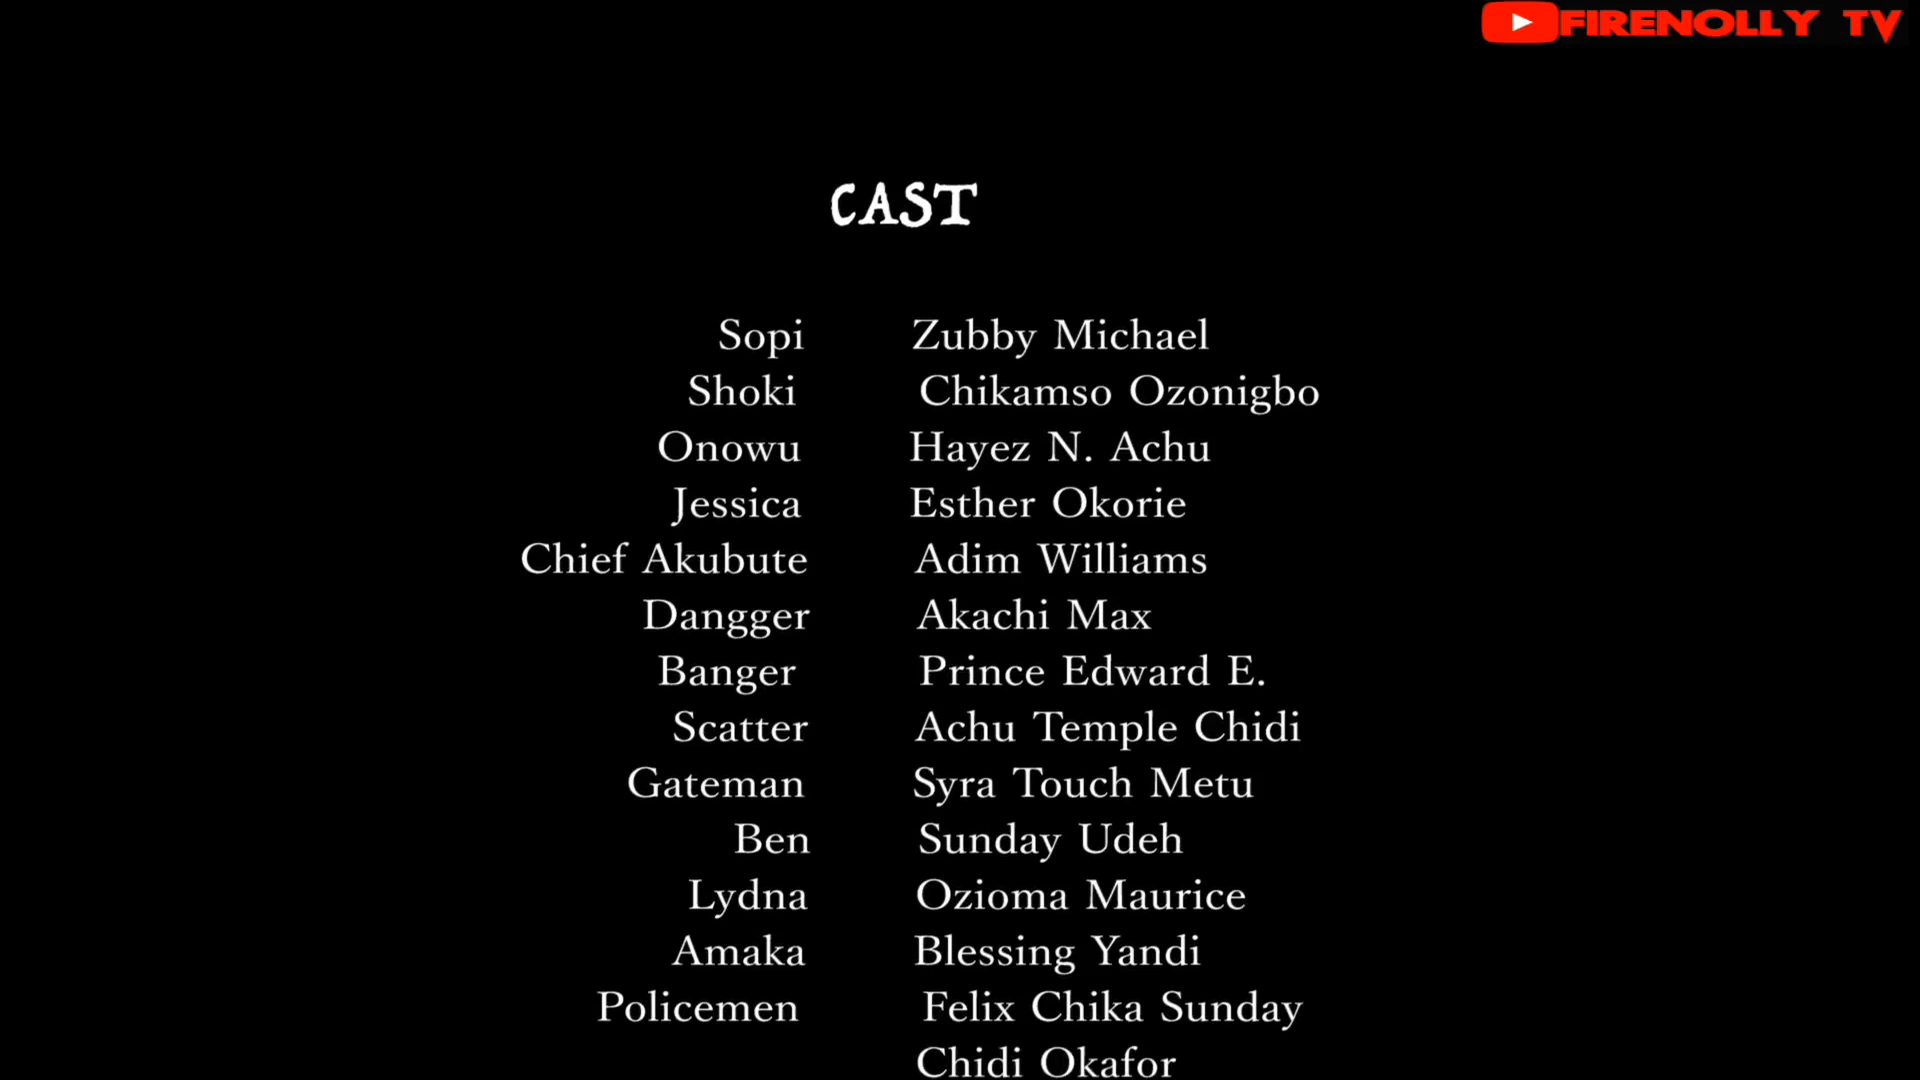 FIRENOLLY TV
CAST
Sopi Zubby Michael
Shoki Chikamso Ozonigbo
Onowu Hayez N. Achu
Jessica Esther Okorie
Chief Akubute Adim Williams
Dangger Akachi Max
Banger Prince Edward E.
Scatter Achu Temple Chidi
Gateman Syra Touch Metu
Ben Sunday Udeh
Lydna Ozioma Maurice
Amaka Blessing Yandi
Policemen Felix Chika Sunday
Chidi Okafor